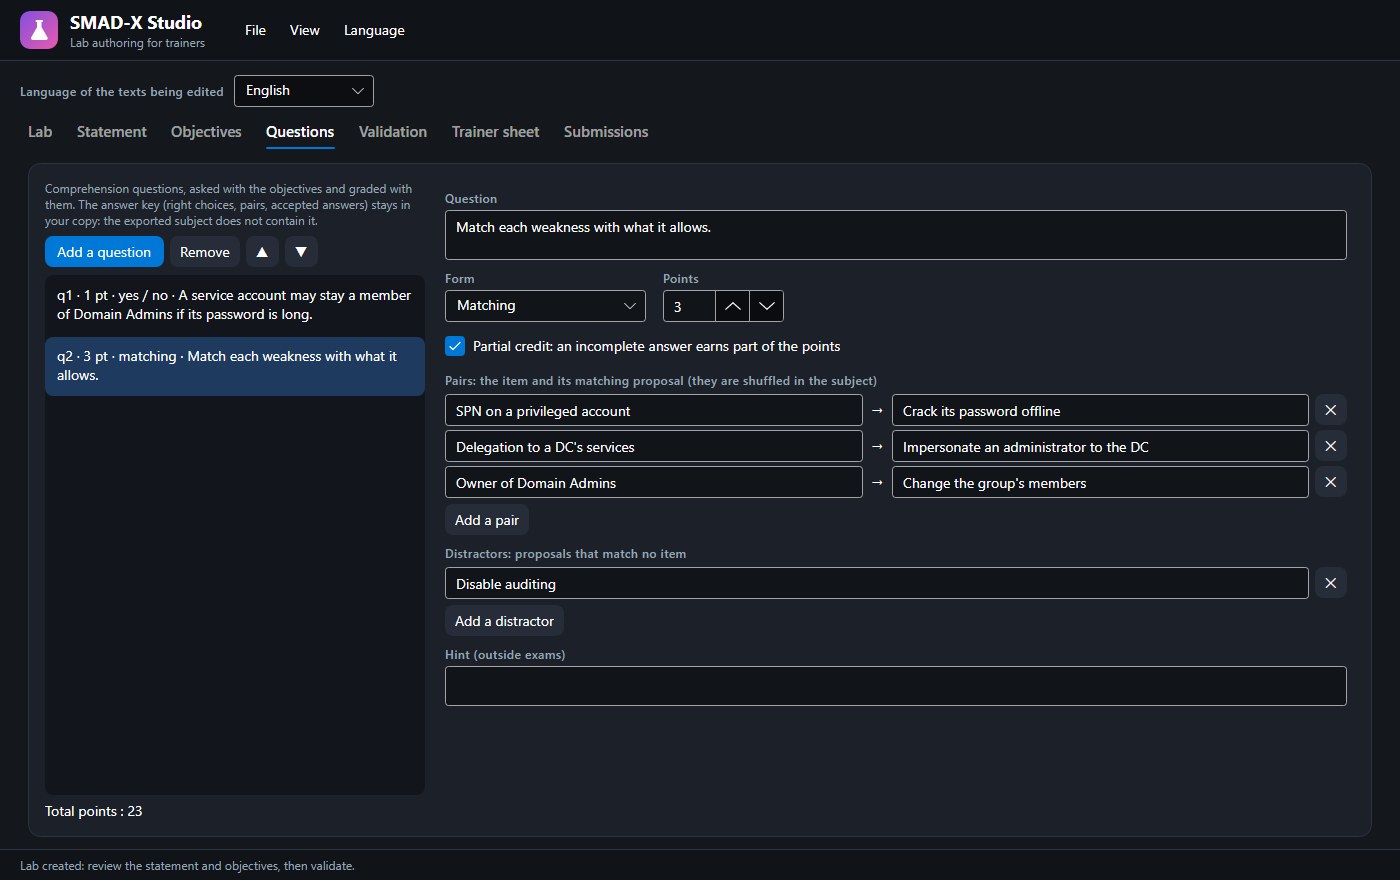 SMAD-X Studio
Lab authoring for trainers
File View Language
Language of the texts being edited English
Lab Statement Objectives Questions Validation Trainer sheet Submissions
Comprehension questions, asked with the objectives and graded with
them. The answer key (right choices, pairs, accepted answers) stays in
your copy: the exported subject does not contain it.
Add a question Remove ▲ ▼
q1 · 1 pt · yes / no · A service account may stay a member
of Domain Admins if its password is long.
q2 · 3 pt · matching · Match each weakness with what it
allows.
Total points : 23
Question
Match each weakness with what it allows.
Form Points
Matching 3
Partial credit: an incomplete answer earns part of the points
Pairs: the item and its matching proposal (they are shuffled in the subject)
SPN on a privileged account → Crack its password offline
Delegation to a DC's services → Impersonate an administrator to the DC
Owner of Domain Admins → Change the group's members
Add a pair
Distractors: proposals that match no item
Disable auditing
Add a distractor
Hint (outside exams)
Lab created: review the statement and objectives, then validate.